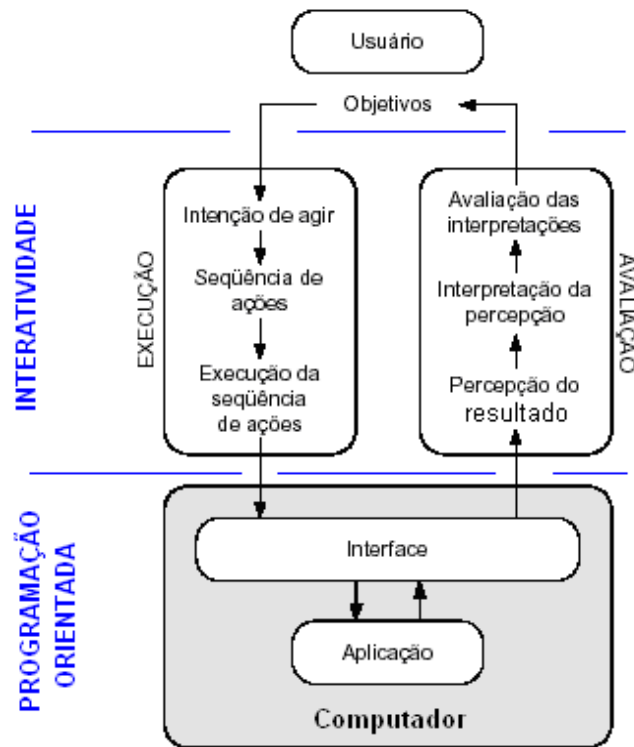 Usuário
Objetivos
INTERATIVIDADE
EXECUÇÃO
Intenção de agir
Seqüência de
ações
Execução da
seqüência
de ações
Avaliação das
interpretações
Interpretação da
percepção
Percepção do
resultado
AVALIAÇÃO
PROGRAMAÇÃO
ORIENTADA
Interface
Aplicação
Computador